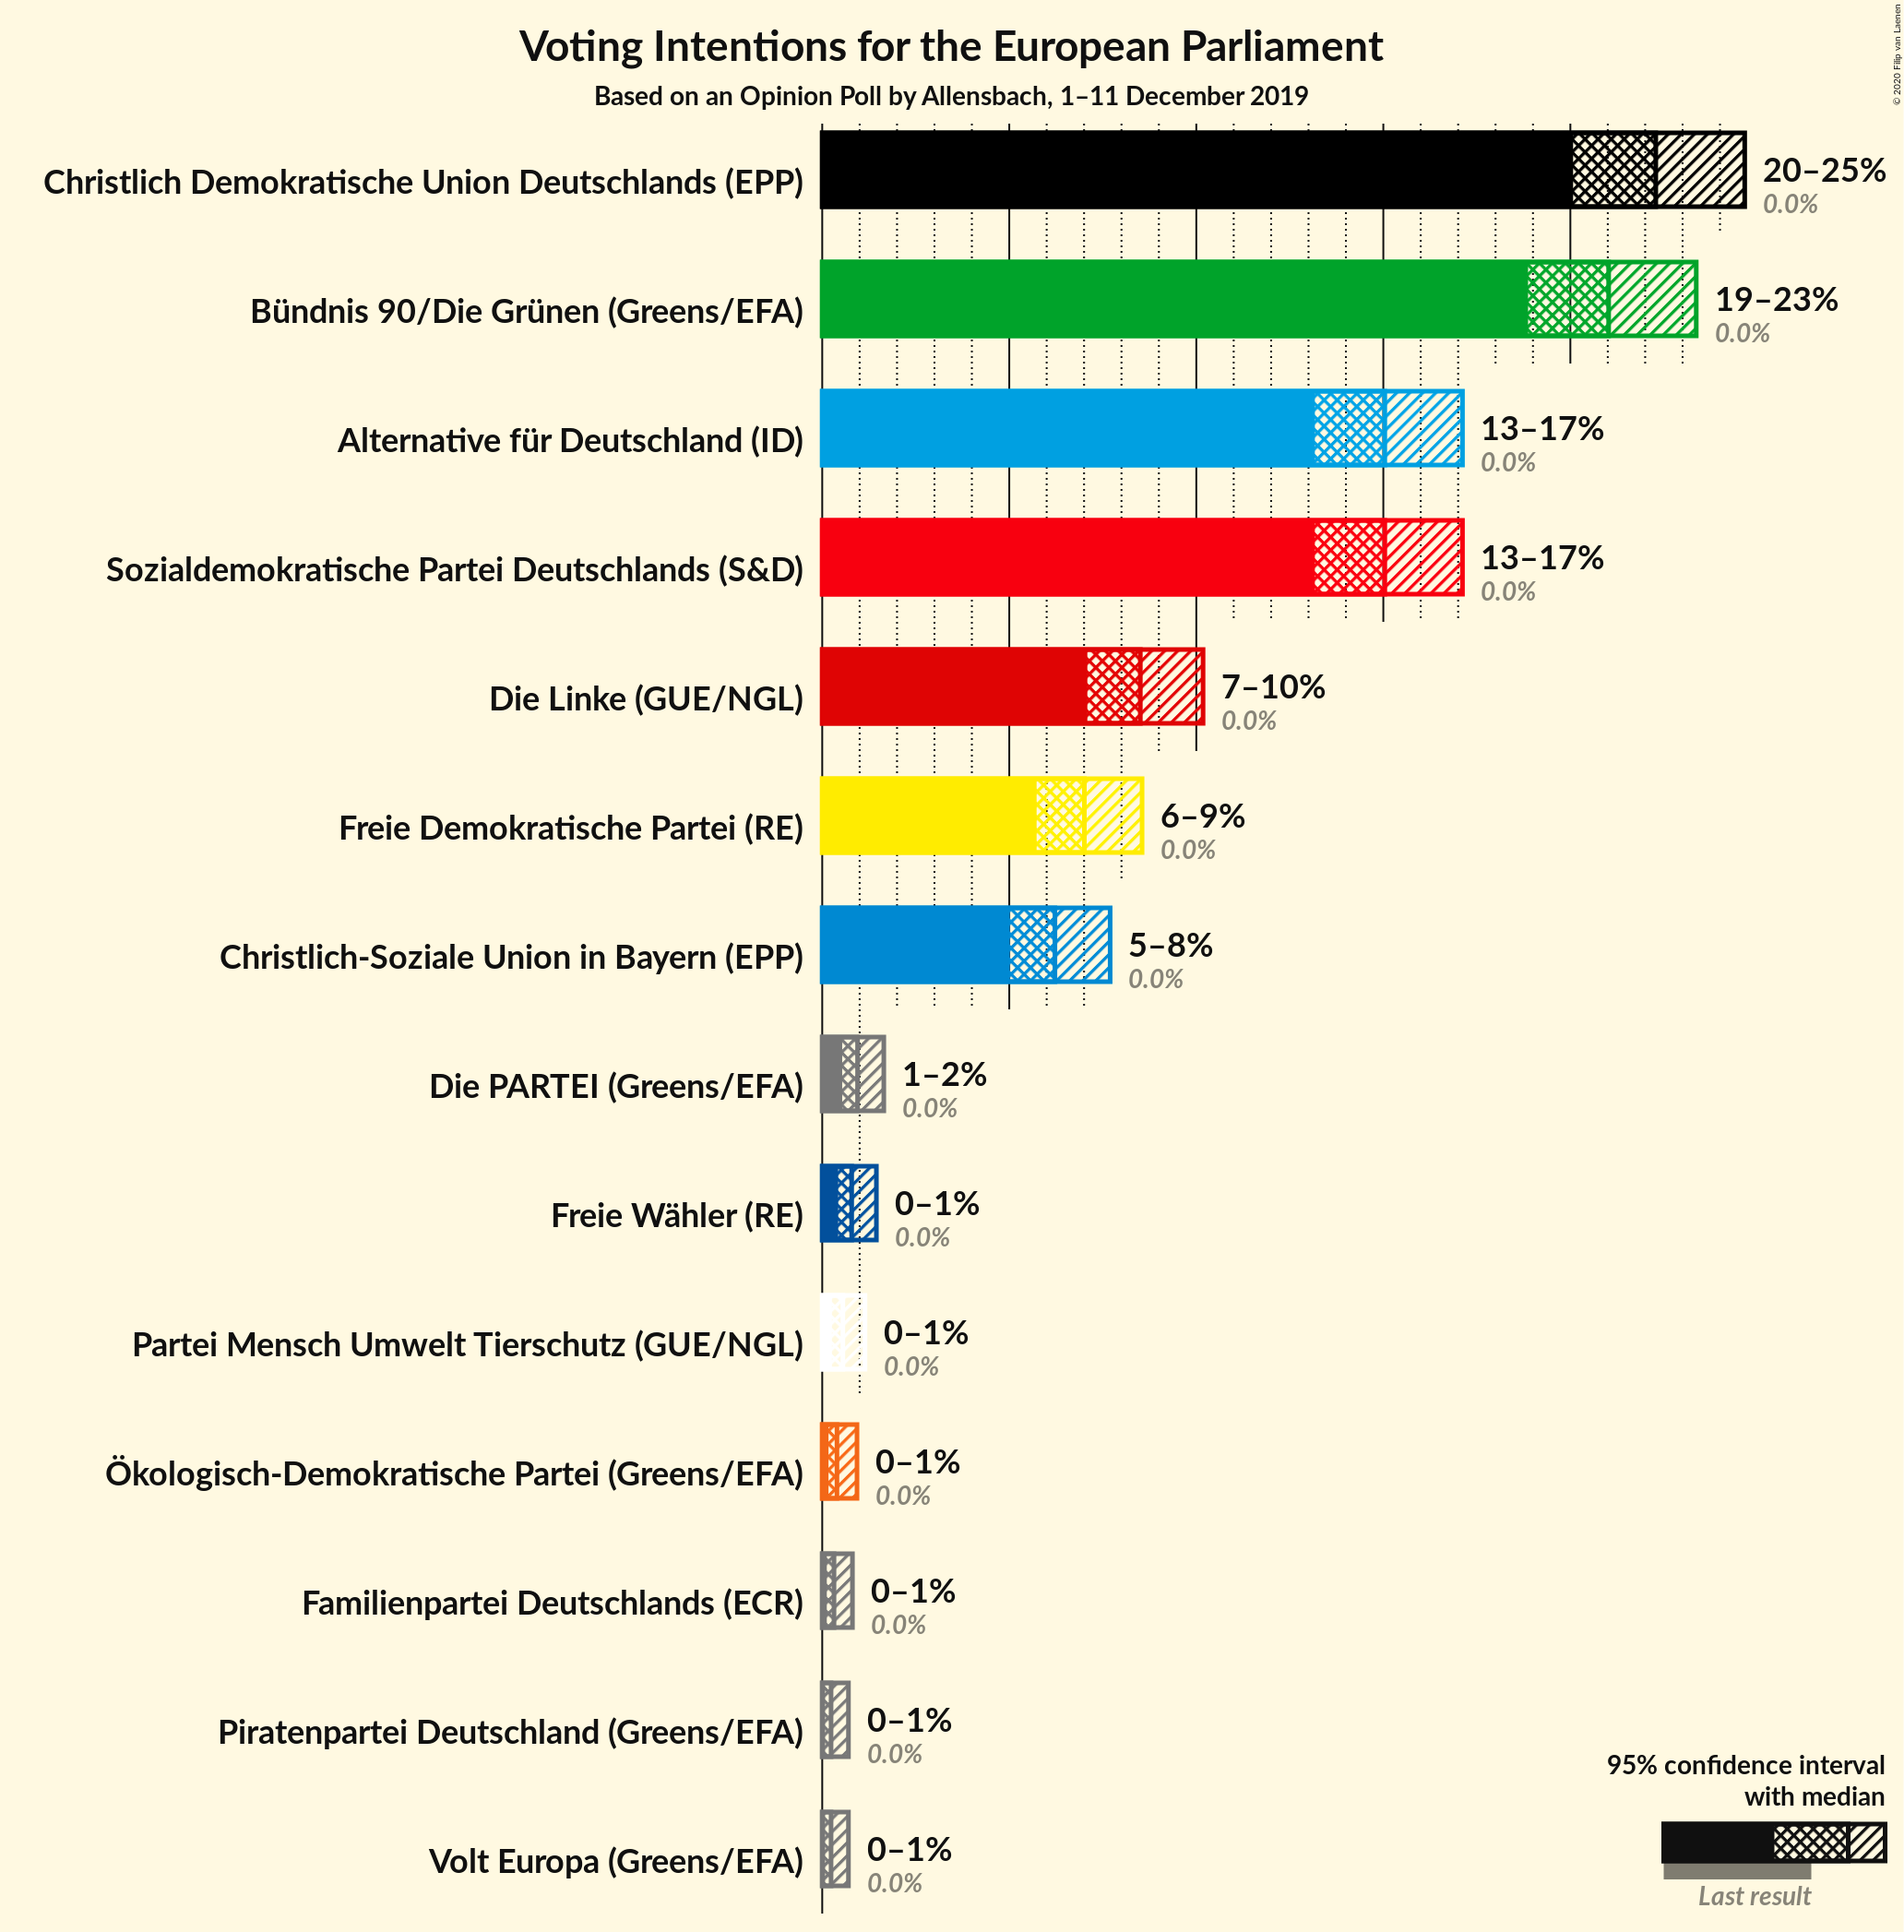 Voting Intentions for the European Parliament
Based on an Opinion Poll by Allensbach, 1–11 December 2019
© 2020 Filip van Laenen
Christlich Demokratische Union Deutschlands (EPP)
20–25%
0.0%
Bündnis 90/Die Grünen (Greens/EFA)
19–23%
0.0%
Alternative für Deutschland (ID)
13–17%
0.0%
Sozialdemokratische Partei Deutschlands (S&D)
13–17%
0.0%
Die Linke (GUE/NGL)
7–10%
0.0%
Freie Demokratische Partei (RE)
6–9%
0.0%
Christlich-Soziale Union in Bayern (EPP)
5–8%
0.0%
Die PARTEI (Greens/EFA)
1–2%
0.0%
Freie Wähler (RE)
0–1%
0.0%
Partei Mensch Umwelt Tierschutz (GUE/NGL)
0–1%
0.0%
Ökologisch-Demokratische Partei (Greens/EFA)
0–1%
0.0%
Familienpartei Deutschlands (ECR)
0–1%
0.0%
Piratenpartei Deutschland (Greens/EFA)
0–1%
0.0%
Volt Europa (Greens/EFA)
0–1%
0.0%
95% confidence interval
with median
Last result